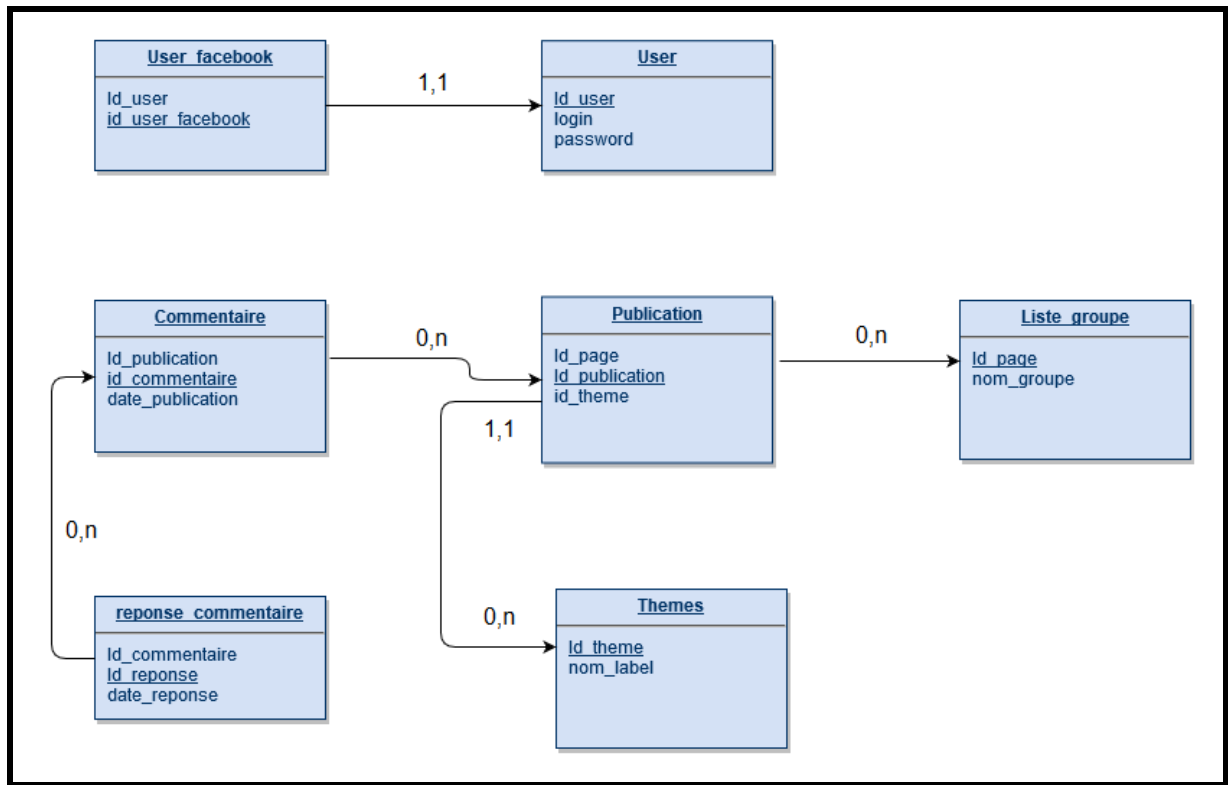 User_facebook
Id_user
id_user_facebook
1,1
User
Id_user
login
password
Commentaire
Id_publication
id_commentaire
date_publication
0,n
Publication
Id_page
Id_publication
id_theme
0,n
Liste_groupe
Id_page
nom_groupe
1,1
0,n
reponse_commentaire
Id_commentaire
Id_reponse
date_reponse
0,n
Themes
Id_theme
nom_label